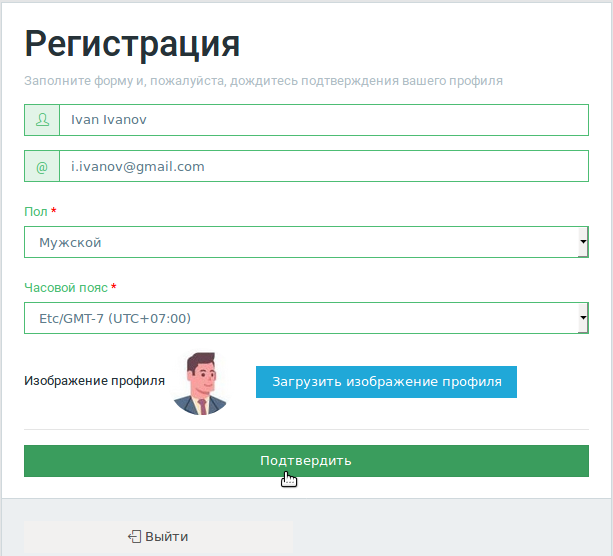 Регистрация
Заполните форму и, пожалуйста, дождитесь подтверждения вашего профиля
Ivan Ivanov
@ i.ivanov@gmail.com
Пол *
Мужской
Часовой пояс *
Etc/GMT-7 (UTC+07:00)
Изображение профиля Загрузить изображение профиля
Подтвердить
Выйти